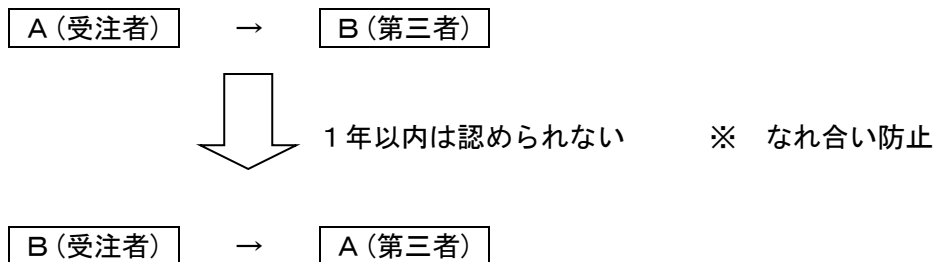 A(受注者) → B(第三者)
1年以内は認められない ※ なれ合い防止
B(受注者) → A(第三者)